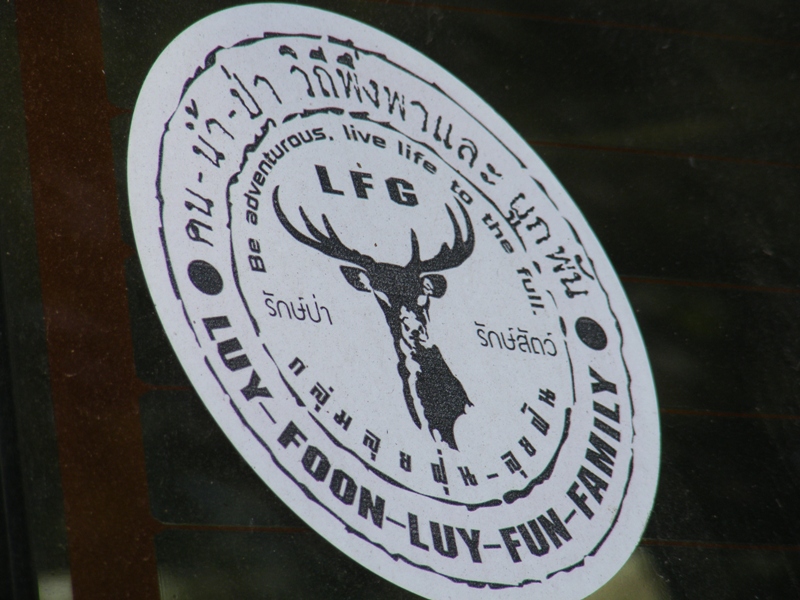 คน-น้ำ-ป่า วิถีพึ่งพาและ ผูกพัน
Be adventurous, live life to the full.
LFG
รักษ์ป่า
รักษ์สัตว์
กลุ่มลุยฝุ่น-ลุยฝัน
LUY-FOON-LUY-FUN-FAMILY